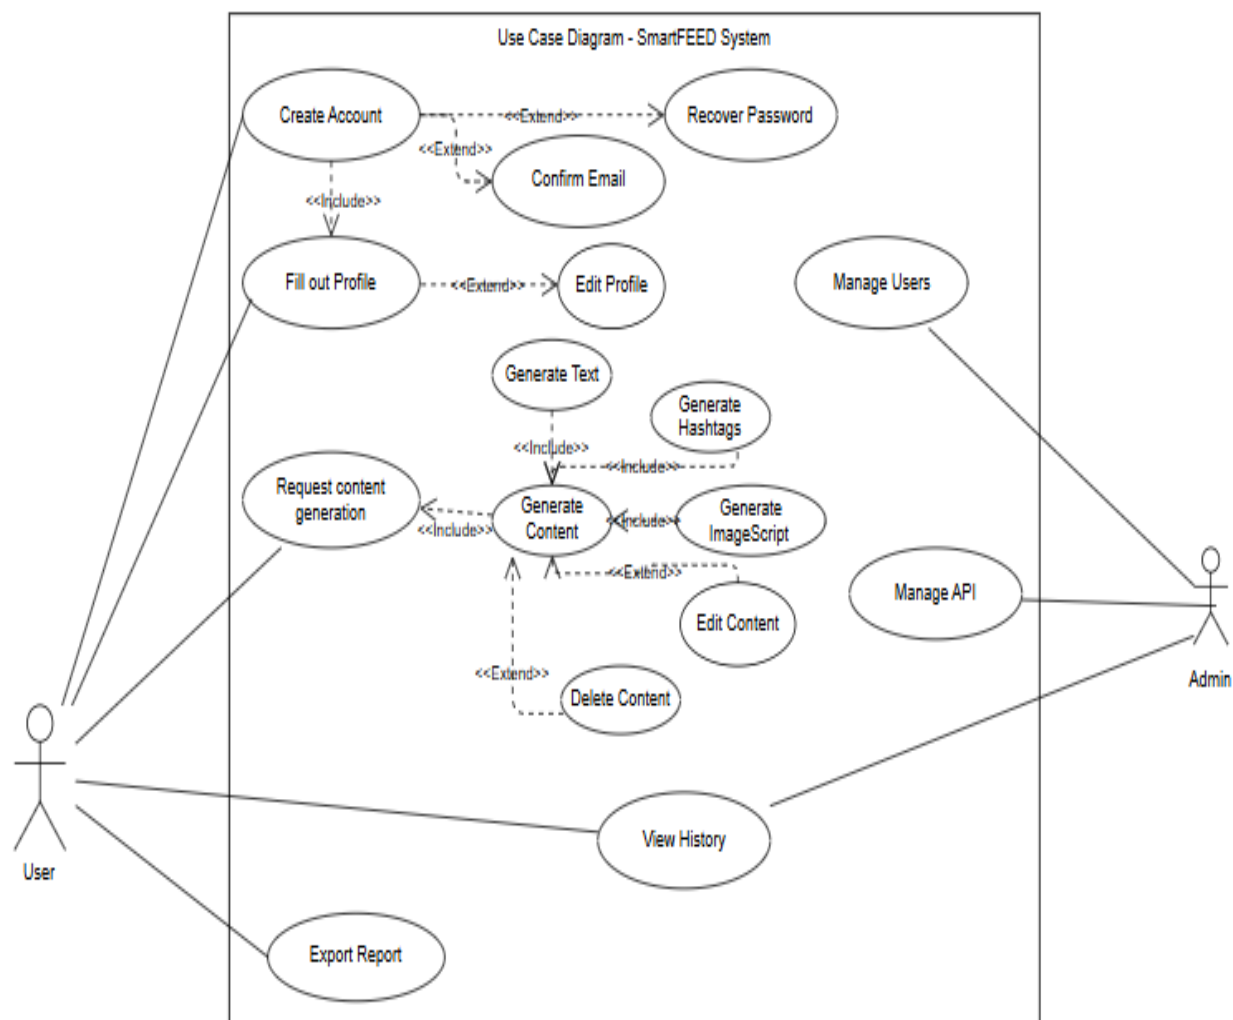 Use Case Diagram - SmartFEED System
Create Account
<<Extend>>
Recover Password
<<Extend>>
Confirm Email
<<Include>>
Fill out Profile
<<Extend>>
Edit Profile
Manage Users
Generate Text
Generate
Hashtags
<<Include>>
<<Include>>
Request content
generation
<<Include>>
Generate
Content
<<Include>>
Generate
ImageScript
<<Extend>>
Manage API
Edit Content
<<Extend>>
Delete Content
Admin
View History
User
Export Report